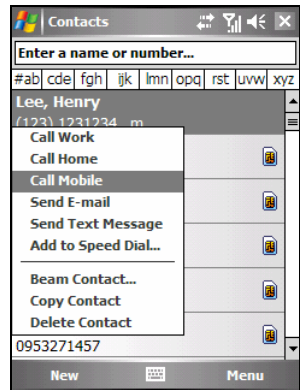 Contacts
Enter a name or number...
#ab cde fgh ijk lmn opq rst uvw xyz
Lee, Henry
(123) 1231234 m
Call Work
Call Home
Call Mobile
Send E-mail
Send Text Message
Add to Speed Dial...
Beam Contact...
Copy Contact
Delete Contact
0953271457
New Menu